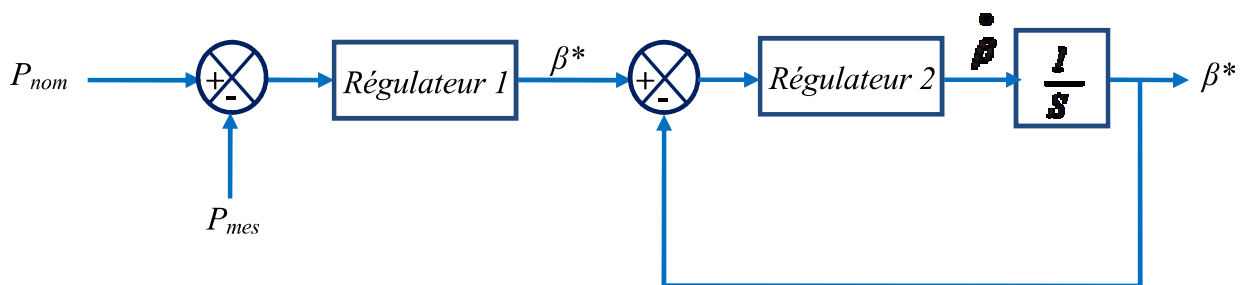 P_nom
+
-
Régulateur 1
β*
+
-
Régulateur 2
β̇
1
s
β*
P_mes